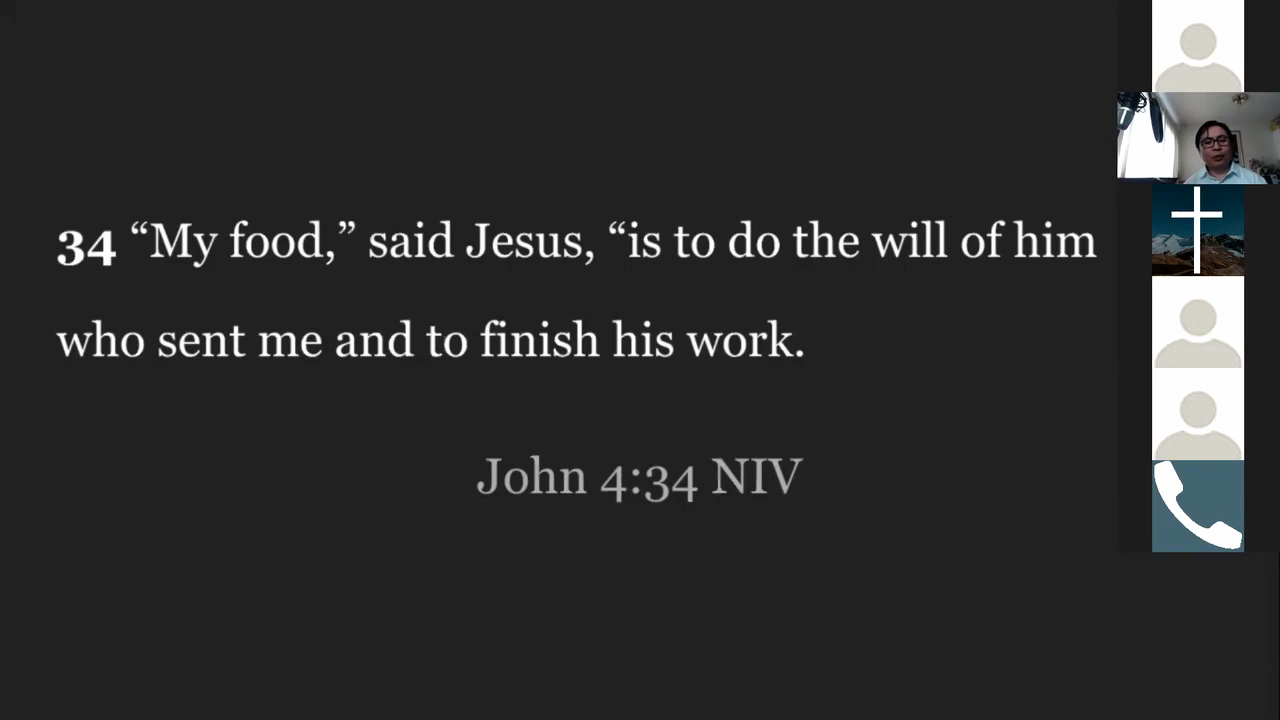 34 “My food,” said Jesus, “is to do the will of him
who sent me and to finish his work.
John 4:34 NIV